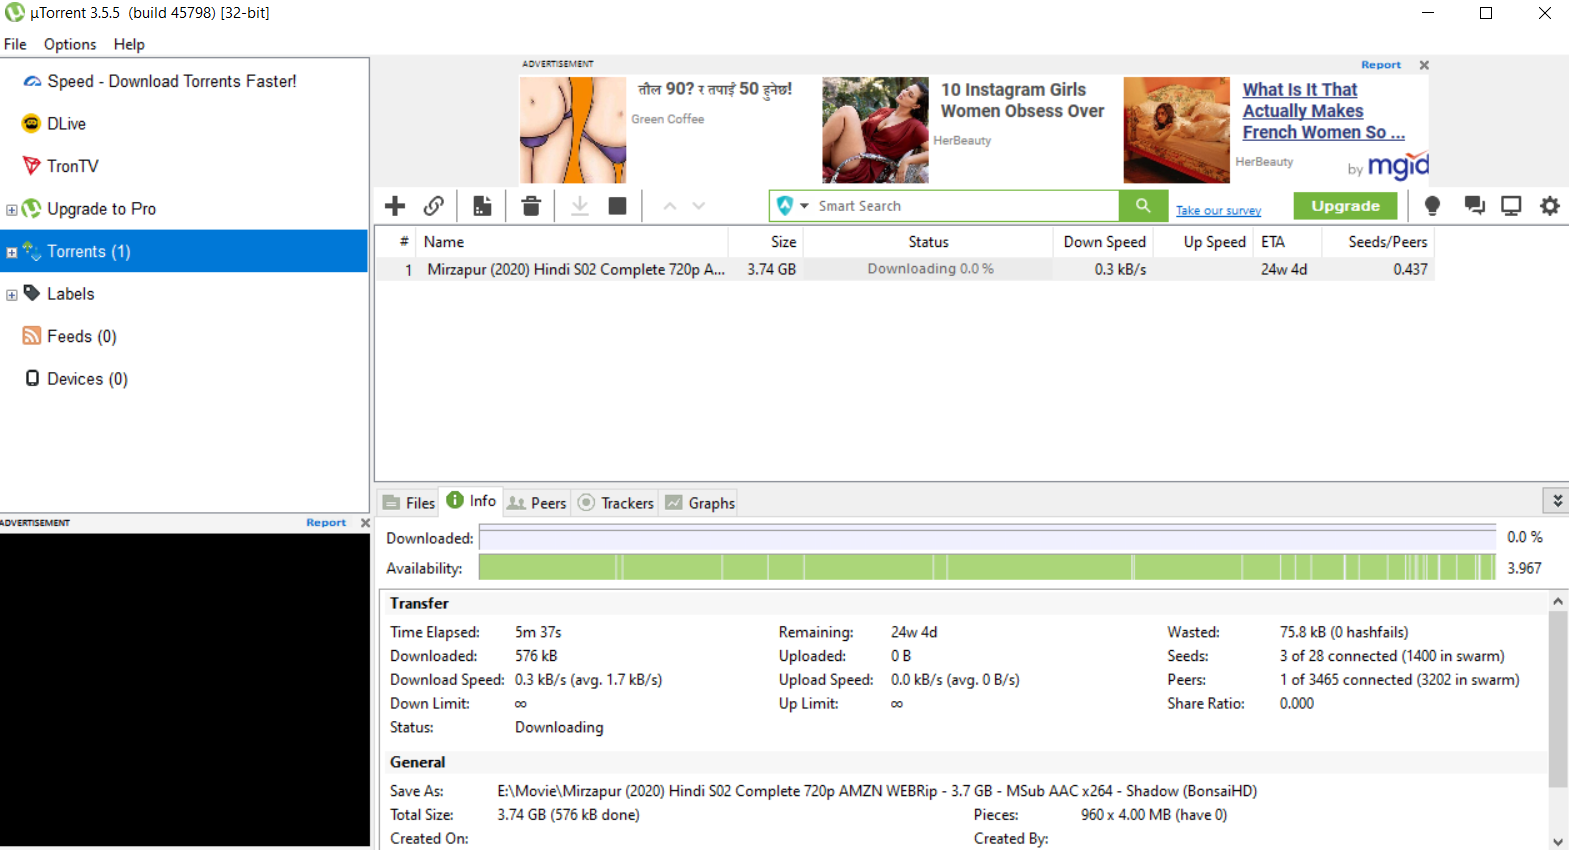 µTorrent 3.5.5 (build 45798) [32-bit]
File Options Help
Speed - Download Torrents Faster!
DLive
TronTV
Upgrade to Pro
Torrents (1)
Labels
Feeds (0)
Devices (0)
ADVERTISEMENT
Report
ADVERTISEMENT
Report
तौल 90? र तपाईं 50 हुनेछ!
Green Coffee
10 Instagram Girls
Women Obsess Over
HerBeauty
What Is It That
Actually Makes
French Women So ...
HerBeauty
by mgid
Smart Search
Take our survey
Upgrade
# Name Size Status Down Speed Up Speed ETA Seeds/Peers
1 Mirzapur (2020) Hindi S02 Complete 720p A... 3.74 GB Downloading 0.0 % 0.3 kB/s 24w 4d 0.437
Files Info Peers Trackers Graphs
Downloaded: 0.0 %
Availability: 3.967
Transfer
Time Elapsed: 5m 37s Remaining: 24w 4d Wasted: 75.8 kB (0 hashfails)
Downloaded: 576 kB Uploaded: 0 B Seeds: 3 of 28 connected (1400 in swarm)
Download Speed: 0.3 kB/s (avg. 1.7 kB/s) Upload Speed: 0.0 kB/s (avg. 0 B/s) Peers: 1 of 3465 connected (3202 in swarm)
Down Limit: ∞ Up Limit: ∞ Share Ratio: 0.000
Status: Downloading
General
Save As: E:\Movie\Mirzapur (2020) Hindi S02 Complete 720p AMZN WEBRip - 3.7 GB - MSub AAC x264 - Shadow (BonsaiHD)
Total Size: 3.74 GB (576 kB done) Pieces: 960 x 4.00 MB (have 0)
Created On: Created By: